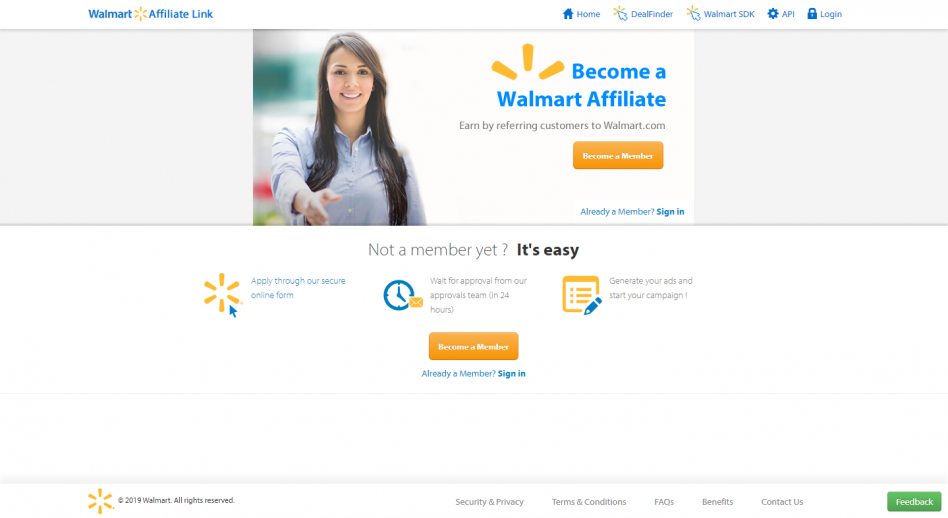 Walmart Affiliate Link
Home
DealFinder
Walmart SDK
API
Login
Become a
Walmart Affiliate
Earn by referring customers to Walmart.com
Become a Member
Already a Member? Sign in
Not a member yet ? It's easy
Apply through our secure
online form
Wait for approval from our
approvals team (in 24
hours)
Generate your ads and
start your campaign !
Become a Member
Already a Member? Sign in
© 2019 Walmart. All rights reserved.
Security & Privacy
Terms & Conditions
FAQs
Benefits
Contact Us
Feedback